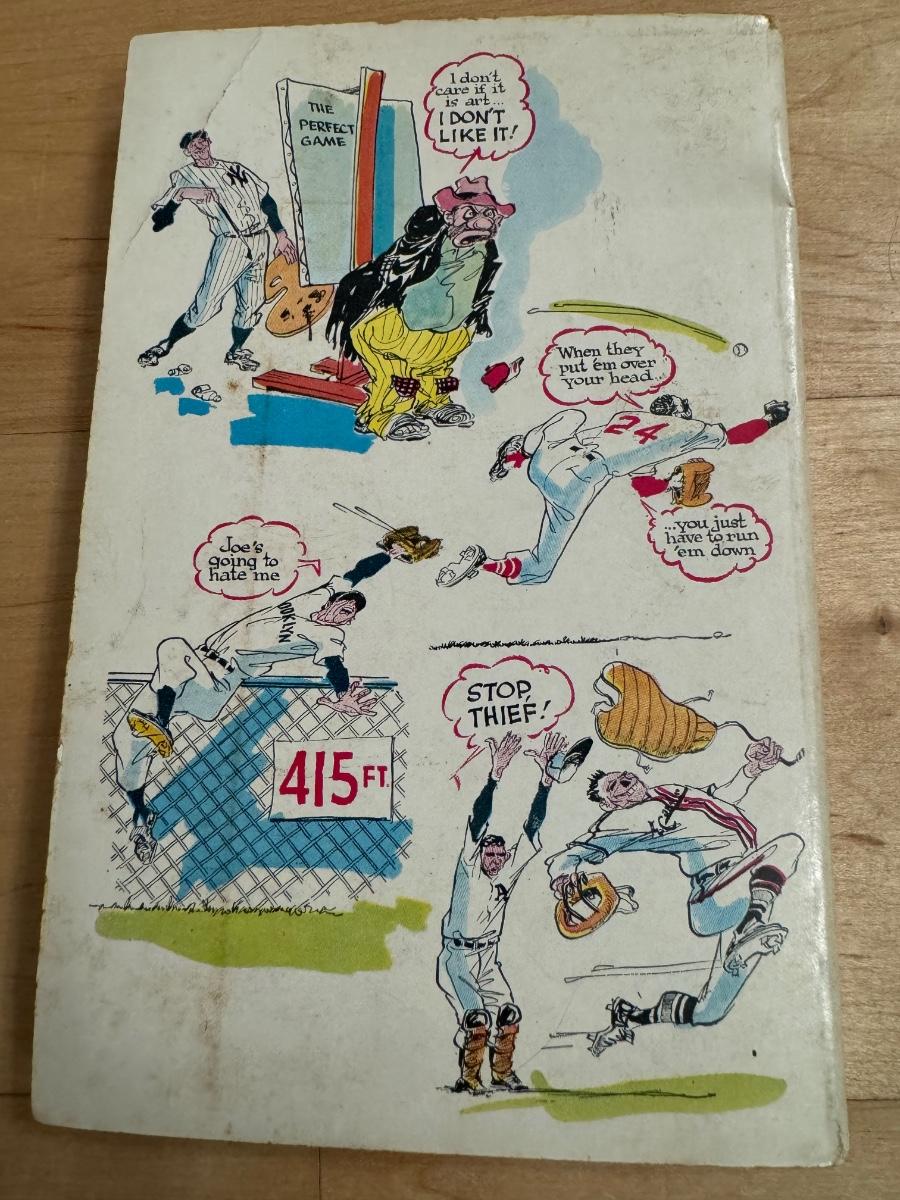 THE
PERFECT
GAME
I don't
care if it
is art...
I DON'T
LIKE IT!
NY
When they
put 'em over
your head...
24
...you just
have to run
'em down
Joe's
going to
hate me
OOKLYN
415 FT.
STOP,
THIEF!
A